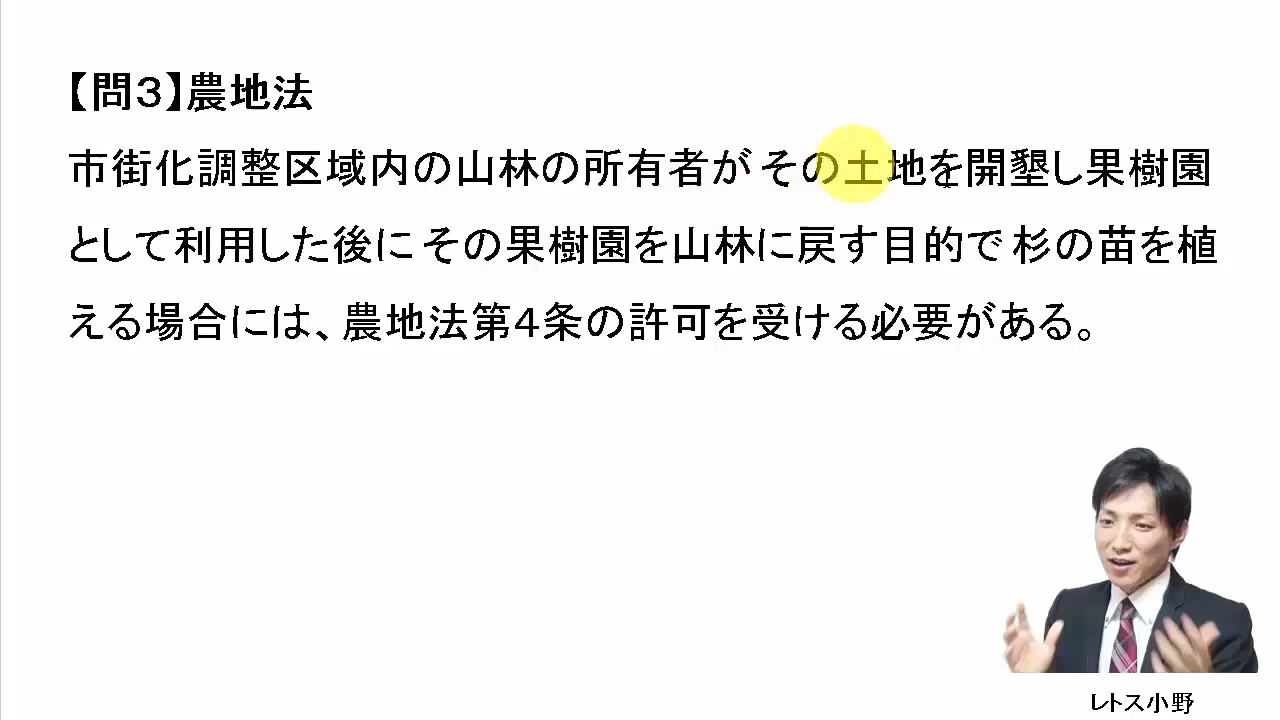 【問3】農地法
市街化調整区域内の山林の所有者がその土地を開墾し果樹園
として利用した後にその果樹園を山林に戻す目的で杉の苗を植
える場合には、農地法第4条の許可を受ける必要がある。
レトス小野